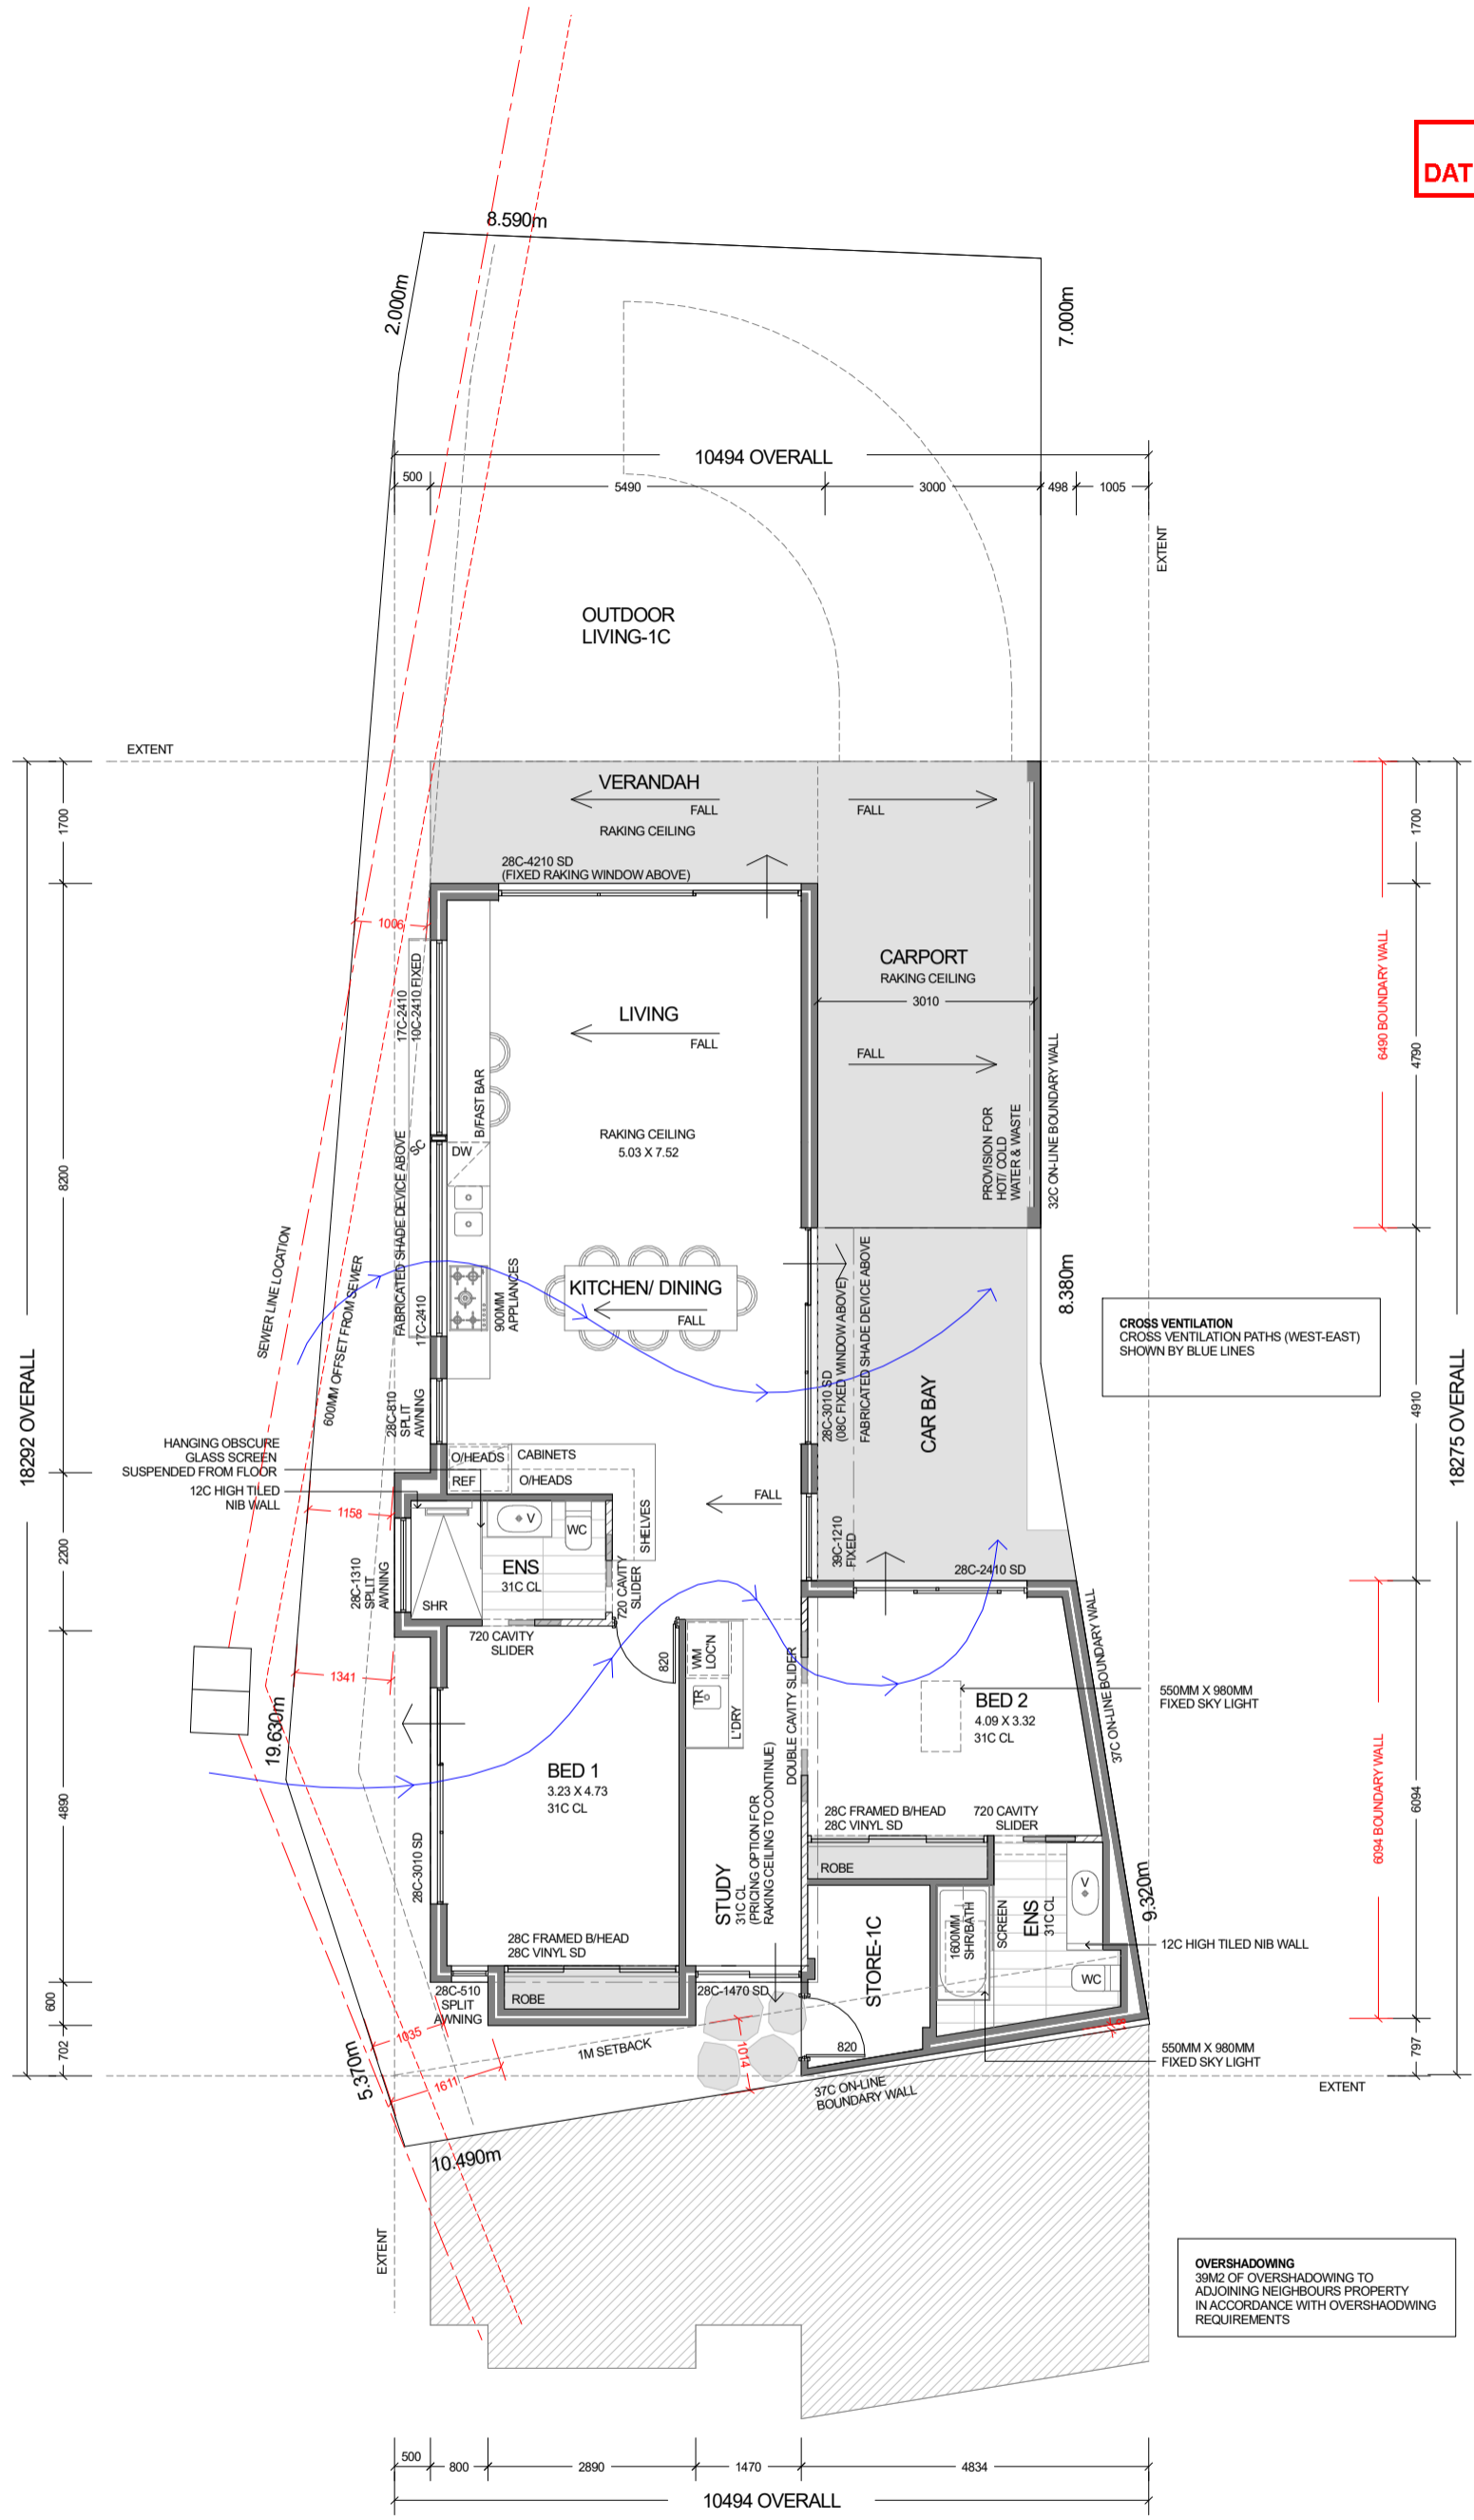 DAT
8.590m
2.000m
7.000m
10494 OVERALL
500
5490
3000
498
1005
EXTENT
OUTDOOR
LIVING-1C
EXTENT
VERANDAH
FALL
FALL
RAKING CEILING
28C-4210 SD
(FIXED RAKING WINDOW ABOVE)
1700
1700
1006
17C-2410
10C-2410 FIXED
CARPORT
RAKING CEILING
3010
LIVING
FALL
FALL
B/FAST BAR
RAKING CEILING
5.03 X 7.52
SC
DW
PROVISION FOR
HOT/ COLD
WATER & WASTE
32C ON-LINE BOUNDARY WALL
6490 BOUNDARY WALL
4790
8200
SEWER LINE LOCATION
600MM OFFSET FROM SEWER
FABRICATED SHADE DEVICE ABOVE
17C-2410
900MM
APPLIANCES
KITCHEN/ DINING
FALL
28C-3010 SD
(08C FIXED WINDOW ABOVE)
FABRICATED SHADE DEVICE ABOVE
CAR BAY
8.380m
CROSS VENTILATION
CROSS VENTILATION PATHS (WEST-EAST)
SHOWN BY BLUE LINES
18292 OVERALL
18275 OVERALL
4910
28C-810
SPLIT
AWNING
HANGING OBSCURE
GLASS SCREEN
SUSPENDED FROM FLOOR
12C HIGH TILED
NIB WALL
O/HEADS
CABINETS
REF
O/HEADS
SHELVES
FALL
1158
V
WC
ENS
31C CL
SHR
720 CAVITY
SLIDER
39C-1210
FIXED
28C-2410 SD
2200
28C-1310
SPLIT
AWNING
720 CAVITY
SLIDER
820
WM
LOC'N
TR
L'DRY
DOUBLE CAVITY SLIDER
1341
19.630m
BED 2
4.09 X 3.32
31C CL
550MM X 980MM
FIXED SKY LIGHT
37C ON-LINE BOUNDARY WALL
6094 BOUNDARY WALL
6094
BED 1
3.23 X 4.73
31C CL
4890
28C-3010 SD
STUDY
31C CL
(PRICING OPTION FOR
RAKING CEILING TO CONTINUE)
28C FRAMED B/HEAD
28C VINYL SD
720 CAVITY
SLIDER
ROBE
V
9.320m
STORE-1C
1600MM
SHR/BATH
SCREEN
ENS
31C CL
12C HIGH TILED NIB WALL
WC
28C FRAMED B/HEAD
28C VINYL SD
ROBE
28C-510
SPLIT
AWNING
28C-1470 SD
600
702
1035
1611
5.370m
1M SETBACK
1014
820
550MM X 980MM
FIXED SKY LIGHT
797
EXTENT
37C ON-LINE
BOUNDARY WALL
10.490m
EXTENT
OVERSHADOWING
39M2 OF OVERSHADOWING TO
ADJOINING NEIGHBOURS PROPERTY
IN ACCORDANCE WITH OVERSHAODWING
REQUIREMENTS
500
800
2890
1470
4834
10494 OVERALL